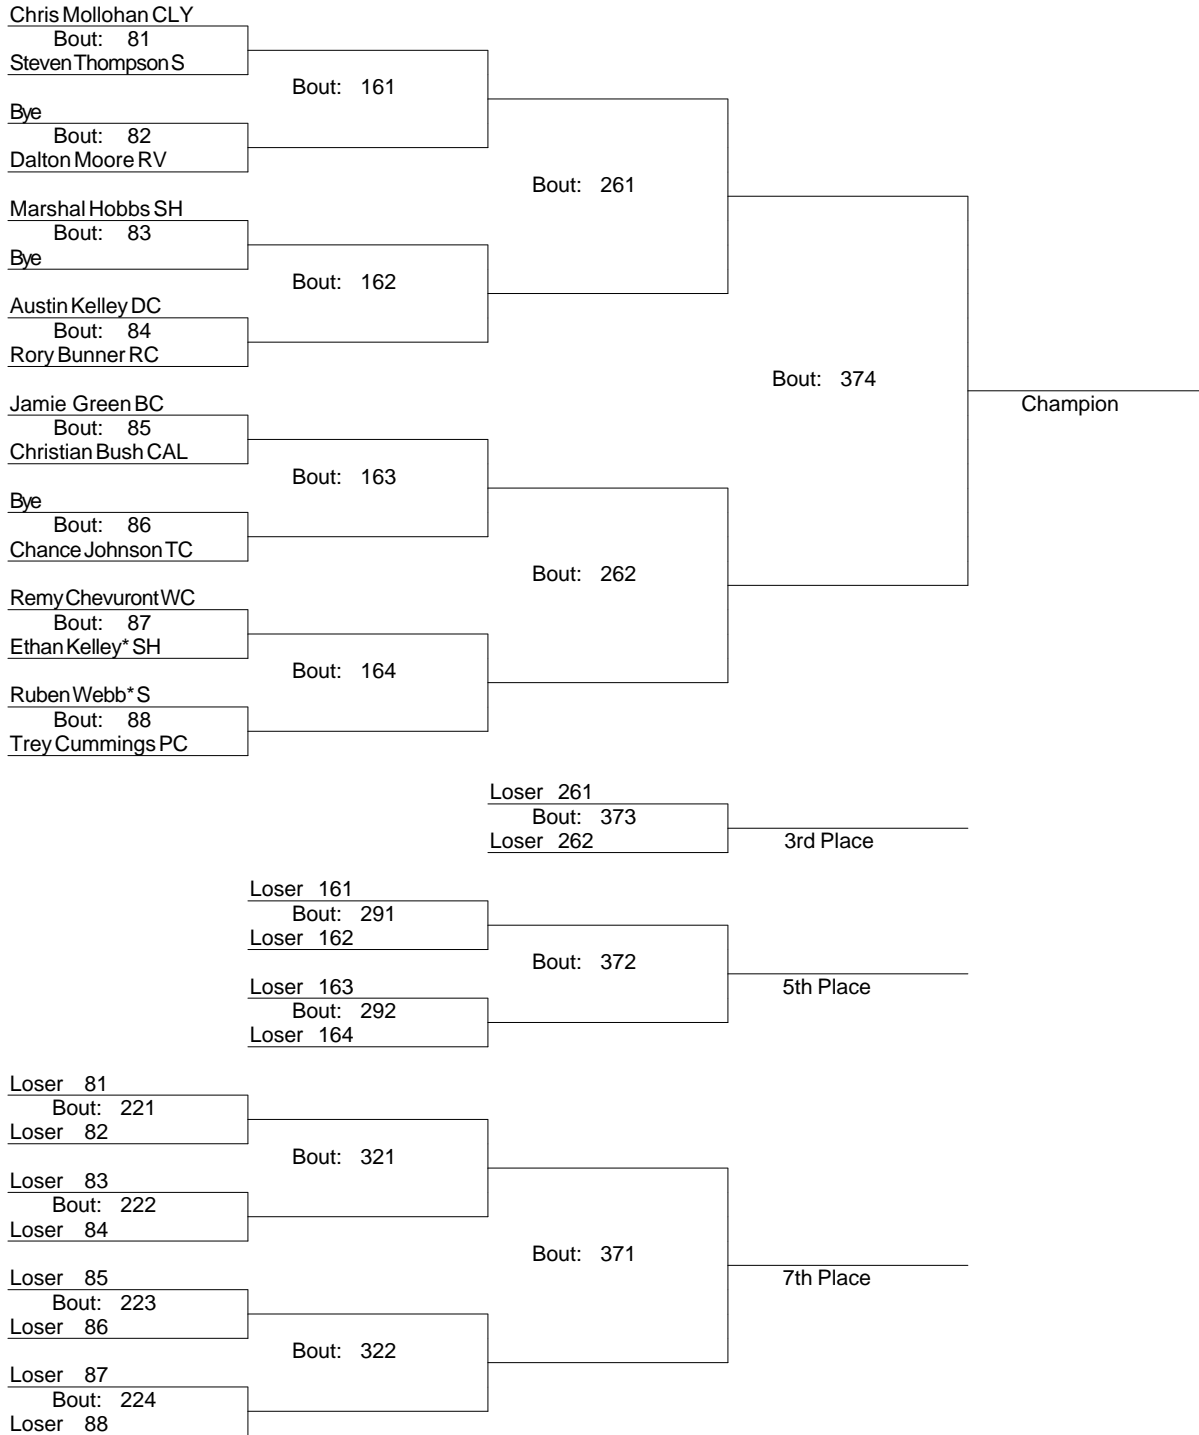 Chris Mollohan CLY
Bout: 81
Steven Thompson S
Bout: 161
Bye
Bout: 82
Dalton Moore RV
Bout: 261
Marshal Hobbs SH
Bout: 83
Bye
Bout: 162
Austin Kelley DC
Bout: 84
Rory Bunner RC
Bout: 374
Champion
Jamie Green BC
Bout: 85
Christian Bush CAL
Bout: 163
Bye
Bout: 86
Chance Johnson TC
Bout: 262
Remy Chevuront WC
Bout: 87
Ethan Kelley* SH
Bout: 164
Ruben Webb* S
Bout: 88
Trey Cummings PC
Loser 261
Bout: 373
Loser 262
3rd Place
Loser 161
Bout: 291
Loser 162
Bout: 372
5th Place
Loser 163
Bout: 292
Loser 164
Loser 81
Bout: 221
Loser 82
Bout: 321
Loser 83
Bout: 222
Loser 84
Bout: 371
7th Place
Loser 85
Bout: 223
Loser 86
Bout: 322
Loser 87
Bout: 224
Loser 88